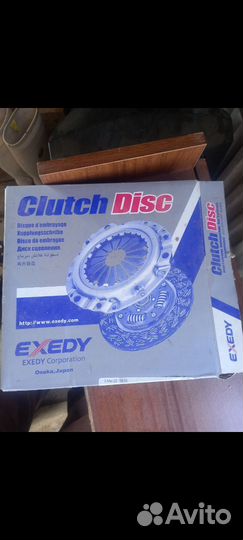 Clutch Disc
Disque d'embrayage
Kupplungsscheibe
Disco de embrague
Диск сцепления
http://www.exedy.com
EXEDY
EXEDY Corporation
Osaka, Japan
Clutch Disc
EXEDY
Avito